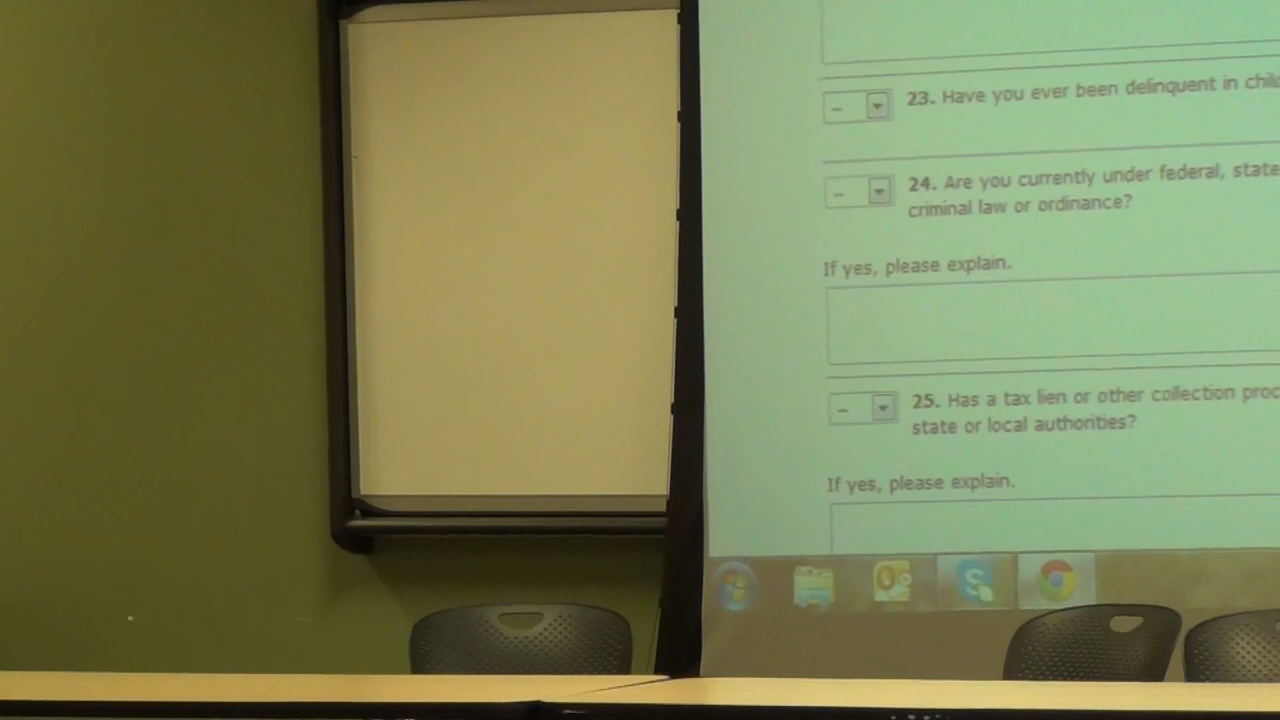 23. Have you ever been delinquent in
24. Are you currently under federal, state
criminal law or ordinance?
If yes, please explain.
25. Has a tax lien or other collection
state or local authorities?
If yes, please explain.